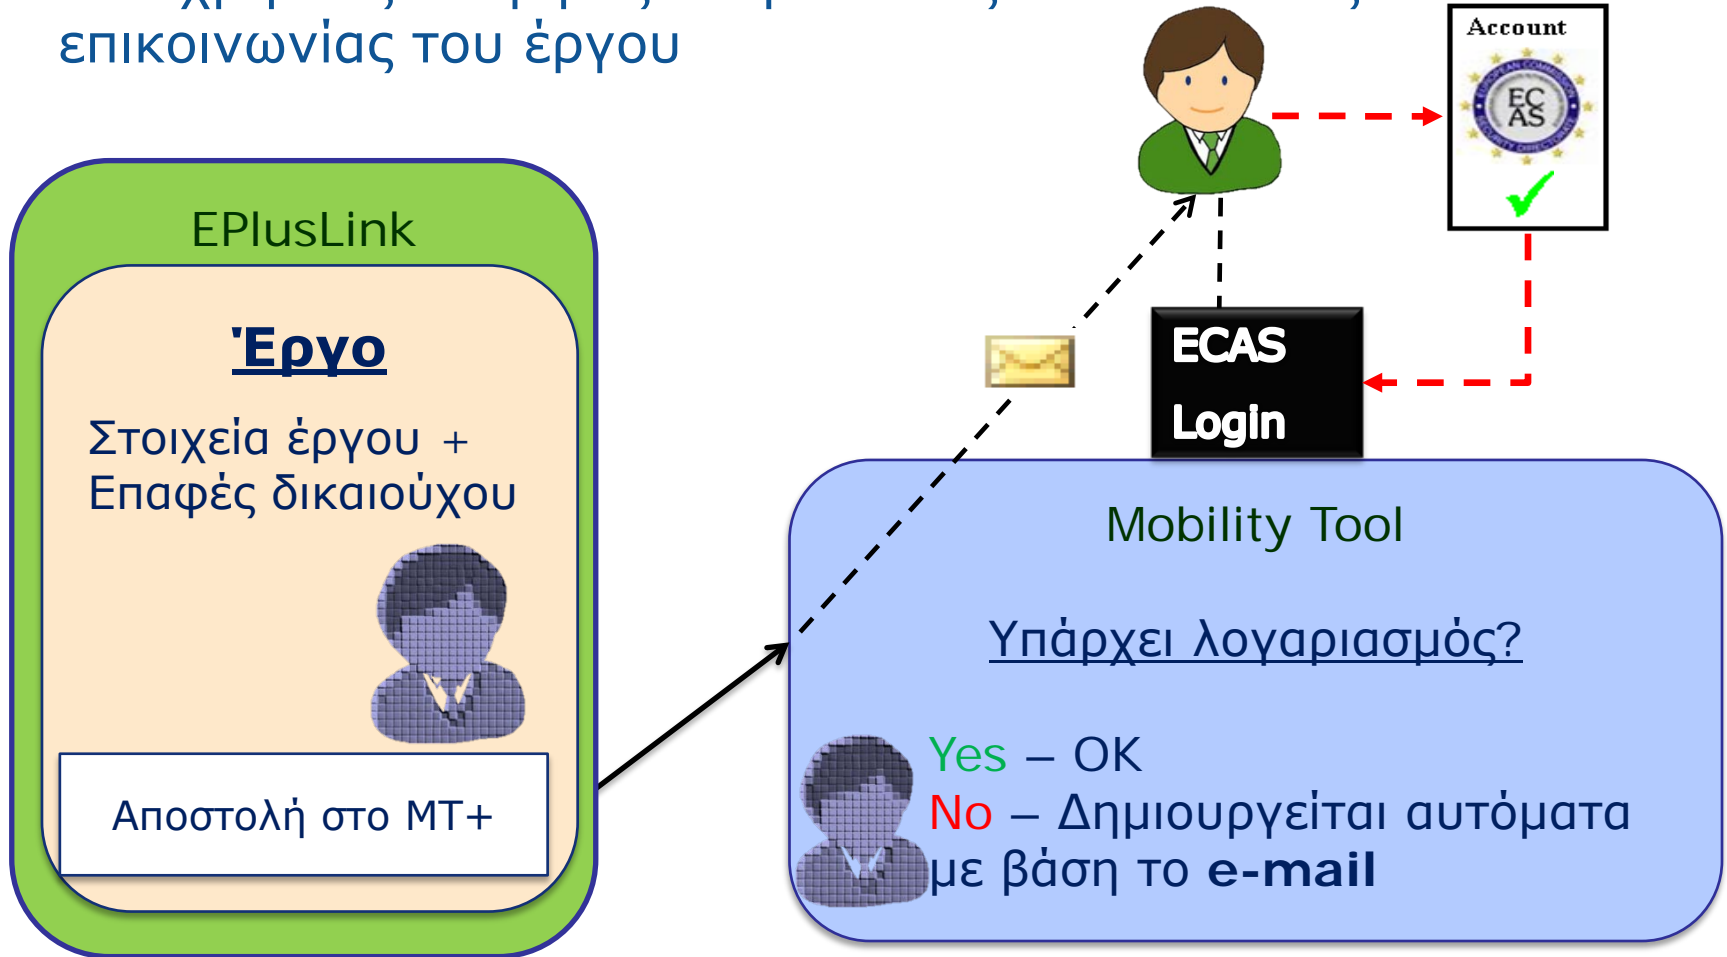 επικοινωνίας του έργου
Account
EC
AS
EPlusLink
Έργο
Στοιχεία έργου +
Επαφές δικαιούχου
Αποστολή στο MT+
ECAS
Login
Mobility Tool
Υπάρχει λογαριασμός?
Yes – OK
No – Δημιουργείται αυτόματα
με βάση το e-mail